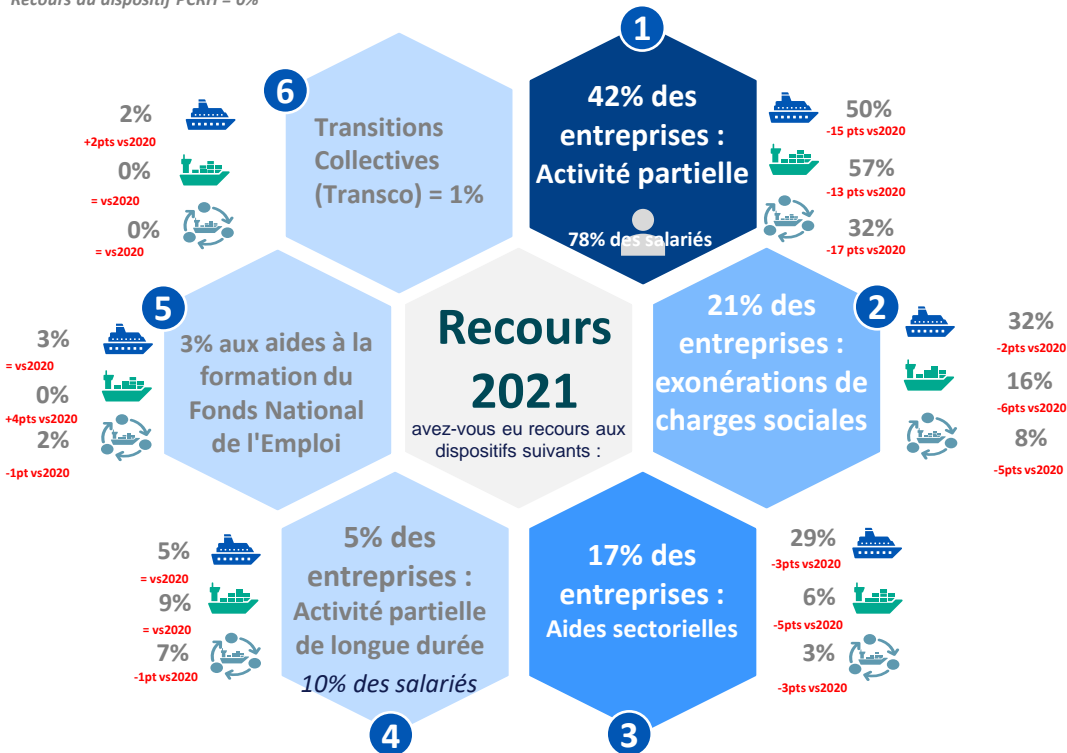 Recours au dispositif PCRH = 0%
1
42% des
entreprises :
Activité partielle
78% des salariés
50%
-15 pts vs2020
57%
-13 pts vs2020
32%
-17 pts vs2020
2
21% des
entreprises :
exonérations de
charges sociales
32%
-2pts vs2020
16%
-6pts vs2020
8%
-5pts vs2020
3
17% des
entreprises :
Aides sectorielles
29%
-3pts vs2020
6%
-5pts vs2020
3%
-3pts vs2020
4
5% des
entreprises :
Activité partielle
de longue durée
10% des salariés
5%
= vs2020
9%
= vs2020
7%
-1pt vs2020
5
3% aux aides à la
formation du
Fonds National
de l'Emploi
3%
= vs2020
0%
+4pts vs2020
2%
-1pt vs2020
6
Transitions
Collectives
(Transco) = 1%
2%
+2pts vs2020
0%
= vs2020
0%
= vs2020
Recours
2021
avez-vous eu recours aux
dispositifs suivants :